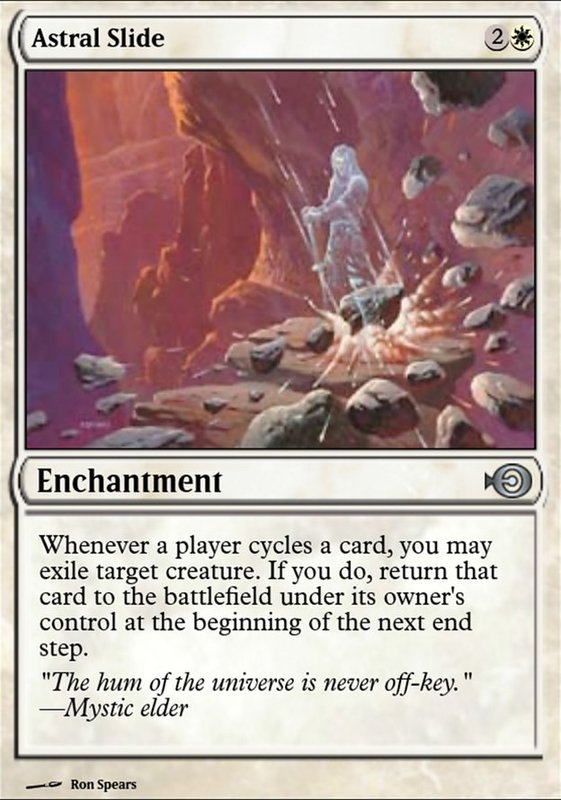 Astral Slide 2
Enchantment
Whenever a player cycles a card, you may
exile target creature. If you do, return that
card to the battlefield under its owner's
control at the beginning of the next end
step.
"The hum of the universe is never off-key."
—Mystic elder
Ron Spears